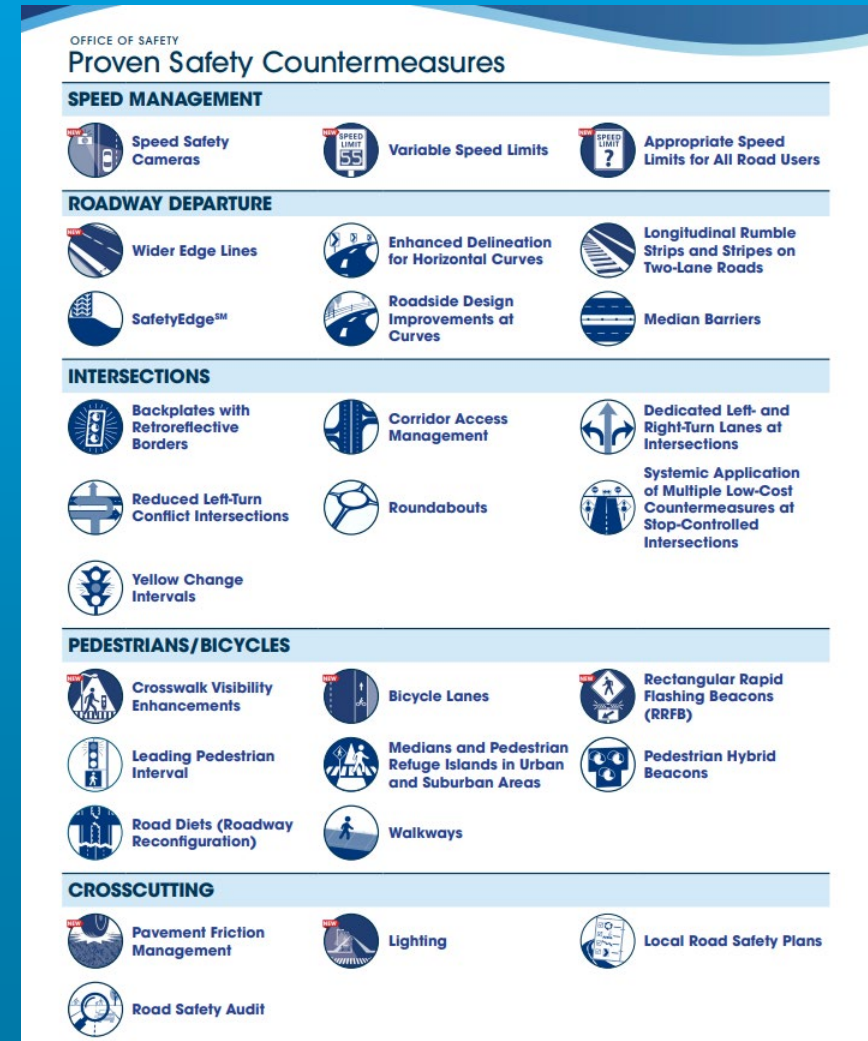 OFFICE OF SAFETY
Proven Safety Countermeasures
SPEED MANAGEMENT
NEW
Speed Safety
Cameras
NEW
SPEED
LIMIT
55
Variable Speed Limits
NEW
SPEED
LIMIT
?
Appropriate Speed
Limits for All Road Users
ROADWAY DEPARTURE
NEW
Wider Edge Lines
Enhanced Delineation
for Horizontal Curves
Longitudinal Rumble
Strips and Stripes on
Two-Lane Roads
SafetyEdge℠
Roadside Design
Improvements at
Curves
Median Barriers
INTERSECTIONS
Backplates with
Retroreflective
Borders
Corridor Access
Management
Dedicated Left- and
Right-Turn Lanes at
Intersections
Reduced Left-Turn
Conflict Intersections
Roundabouts
Systemic Application
of Multiple Low-Cost
Countermeasures at
Stop-Controlled
Intersections
Yellow Change
Intervals
PEDESTRIANS/BICYCLES
NEW
Crosswalk Visibility
Enhancements
NEW
Bicycle Lanes
NEW
Rectangular Rapid
Flashing Beacons
(RRFB)
Leading Pedestrian
Interval
Medians and Pedestrian
Refuge Islands in Urban
and Suburban Areas
Pedestrian Hybrid
Beacons
Road Diets (Roadway
Reconfiguration)
Walkways
CROSSCUTTING
NEW
Pavement Friction
Management
NEW
Lighting
Local Road Safety Plans
Road Safety Audit